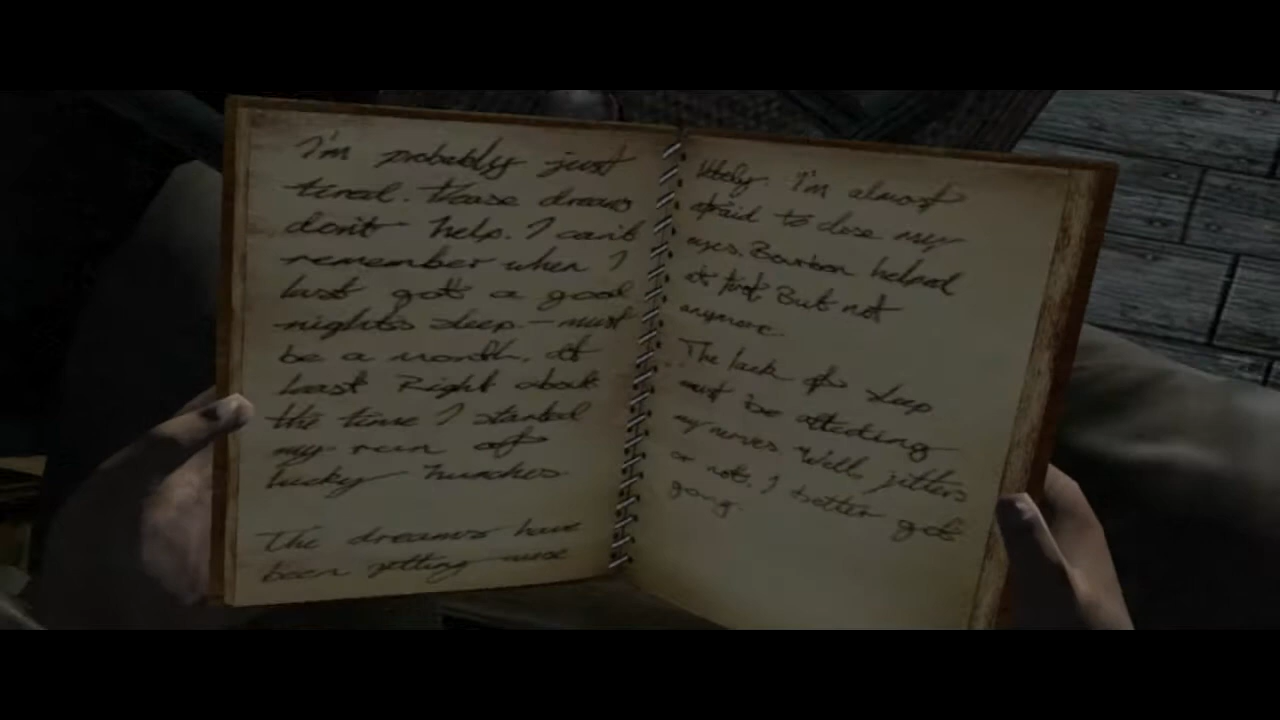 I'm probably just
tired. These dreams
don't help. I can't
remember when I
last got a good
nights sleep - must
be a month, at
least Right about
the time I started
my run of
lucky hunches
The dreams have
been getting worse
lately. I'm almost
afraid to close my
eyes. Bourbon helped
at first But not
anymore.
The lack of sleep
must be affecting
my nerves. Well, jitters
or not, I better get
going.